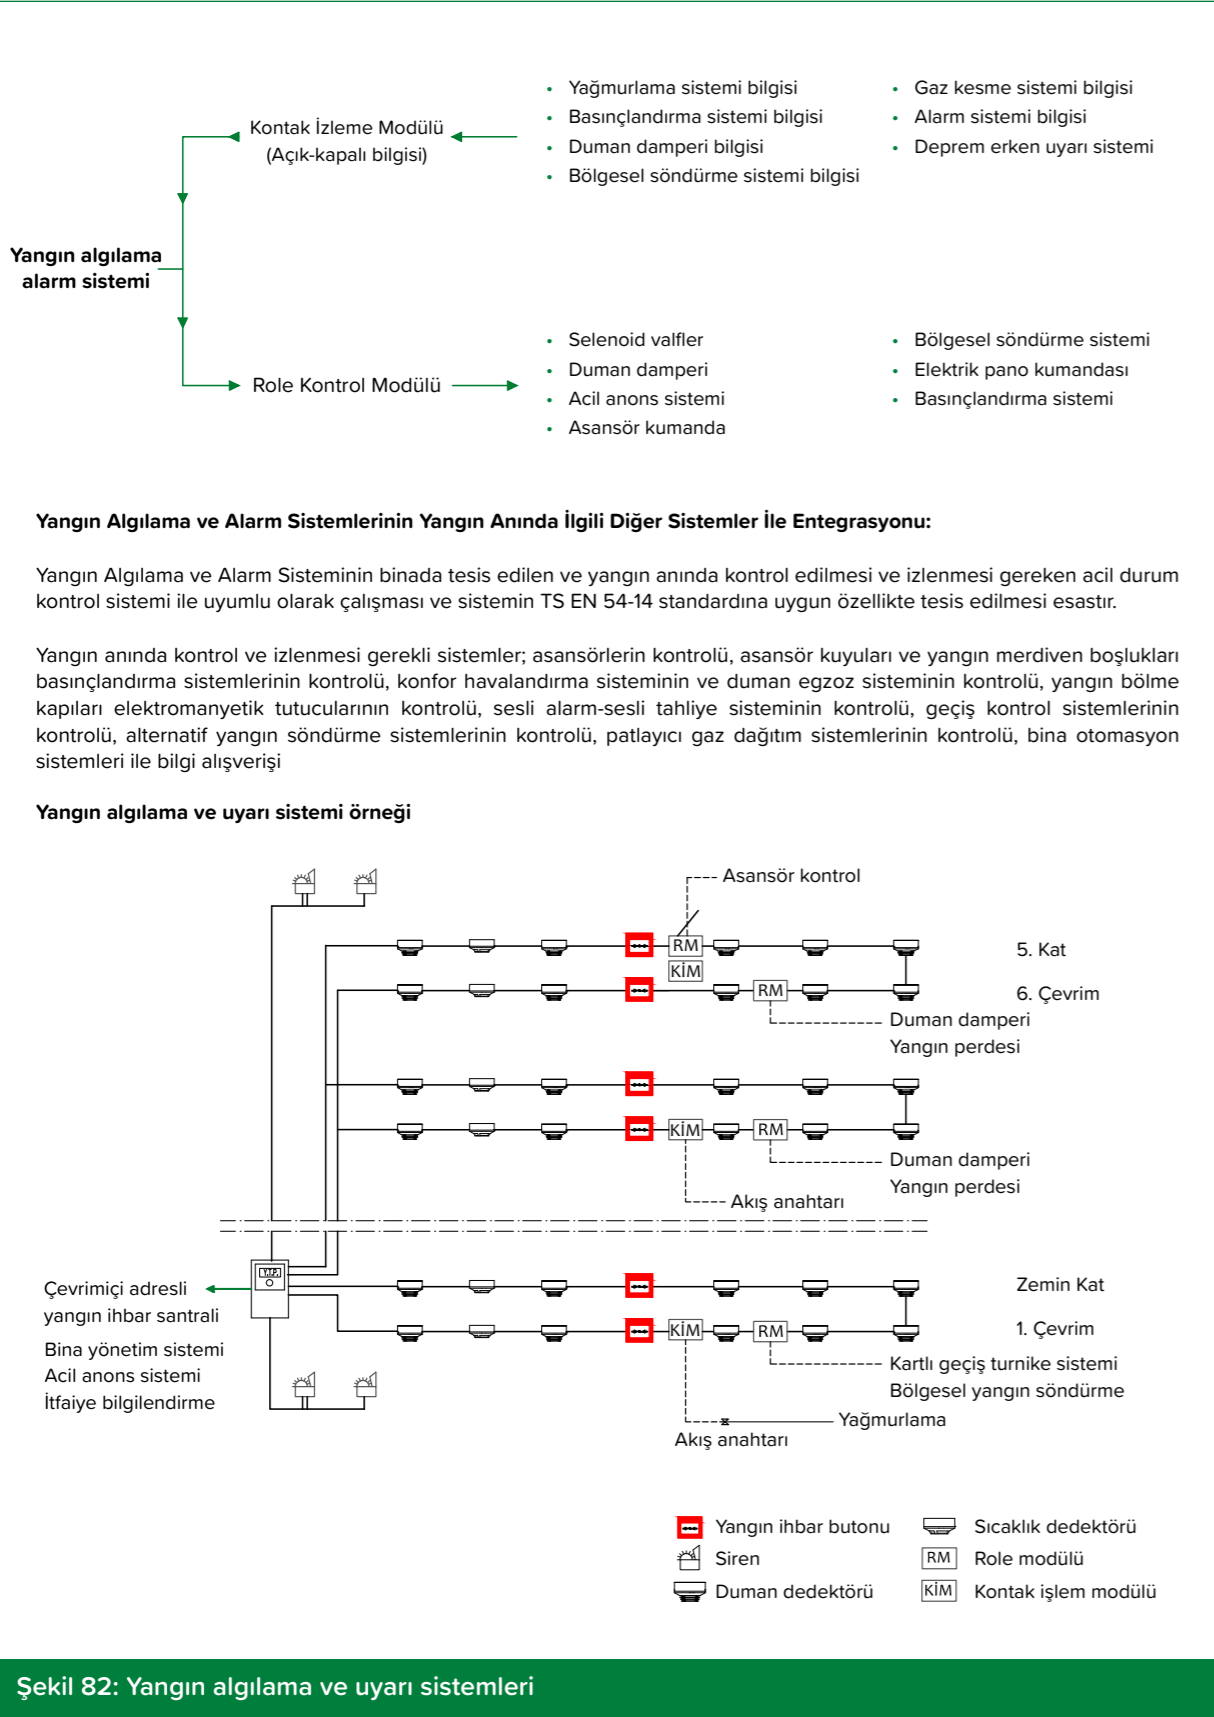 Kontak İzleme Modülü
(Açık-kapalı bilgisi)
• Yağmurlama sistemi bilgisi
• Basınçlandırma sistemi bilgisi
• Duman damperi bilgisi
• Bölgesel söndürme sistemi bilgisi
• Gaz kesme sistemi bilgisi
• Alarm sistemi bilgisi
• Deprem erken uyarı sistemi
Yangın algılama
alarm sistemi
Role Kontrol Modülü
• Selenoid valfler
• Duman damperi
• Acil anons sistemi
• Asansör kumanda
• Bölgesel söndürme sistemi
• Elektrik pano kumandası
• Basınçlandırma sistemi
Yangın Algılama ve Alarm Sistemlerinin Yangın Anında İlgili Diğer Sistemler İle Entegrasyonu:
Yangın Algılama ve Alarm Sisteminin binada tesis edilen ve yangın anında kontrol edilmesi ve izlenmesi gereken acil durum
kontrol sistemi ile uyumlu olarak çalışması ve sistemin TS EN 54-14 standardına uygun özellikte tesis edilmesi esastır.
Yangın anında kontrol ve izlenmesi gerekli sistemler; asansörlerin kontrolü, asansör kuyuları ve yangın merdiven boşlukları
basınçlandırma sistemlerinin kontrolü, konfor havalandırma sisteminin ve duman egzoz sisteminin kontrolü, yangın bölme
kapıları elektromanyetik tutucularının kontrolü, sesli alarm-sesli tahliye sisteminin kontrolü, geçiş kontrol sistemlerinin
kontrolü, alternatif yangın söndürme sistemlerinin kontrolü, patlayıcı gaz dağıtım sistemlerinin kontrolü, bina otomasyon
sistemleri ile bilgi alışverişi
Yangın algılama ve uyarı sistemi örneği
Asansör kontrol
RM
KİM
5. Kat
RM
6. Çevrim
Duman damperi
Yangın perdesi
KİM
RM
Duman damperi
Yangın perdesi
Akış anahtarı
Y.T.P.
Çevrimiçi adresli
yangın ihbar santrali
Bina yönetim sistemi
Acil anons sistemi
İtfaiye bilgilendirme
Zemin Kat
KİM
RM
1. Çevrim
Kartlı geçiş turnike sistemi
Bölgesel yangın söndürme
Yağmurlama
Akış anahtarı
Yangın ihbar butonu
Siren
Duman dedektörü
Sıcaklık dedektörü
RM Role modülü
KİM Kontak işlem modülü
Şekil 82: Yangın algılama ve uyarı sistemleri